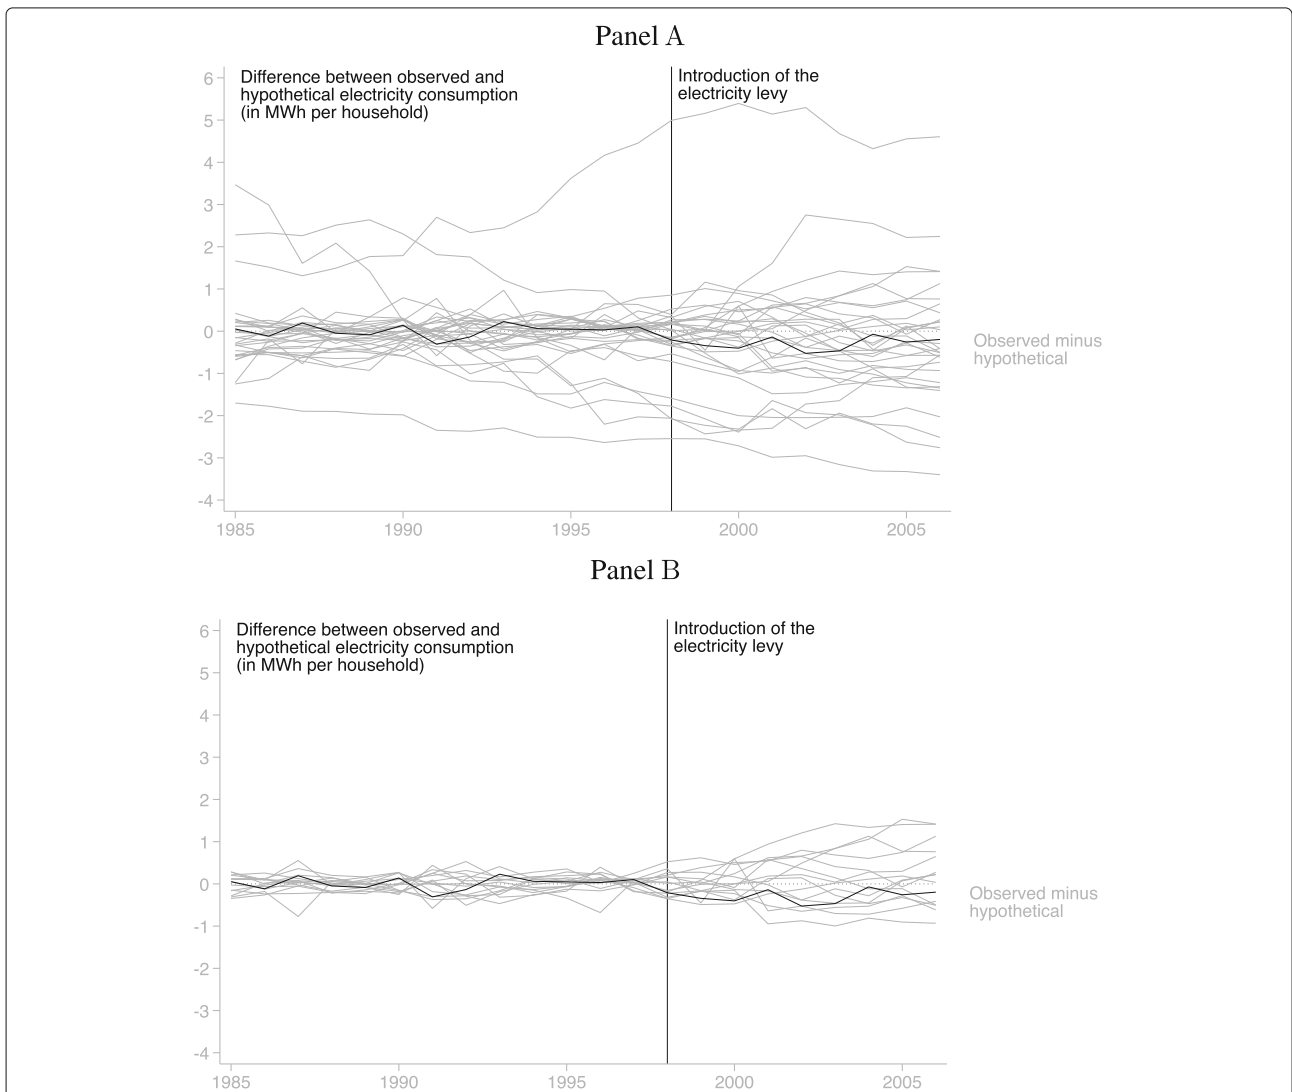 Panel A
Difference between observed and
hypothetical electricity consumption
(in MWh per household)
Introduction of the
electricity levy
6
5
4
3
2
1
0
-1
-2
-3
-4
Observed minus
hypothetical
1985
1990
1995
2000
2005
Panel B
Difference between observed and
hypothetical electricity consumption
(in MWh per household)
Introduction of the
electricity levy
6
5
4
3
2
1
0
-1
-2
-3
-4
Observed minus
hypothetical
1985
1990
1995
2000
2005